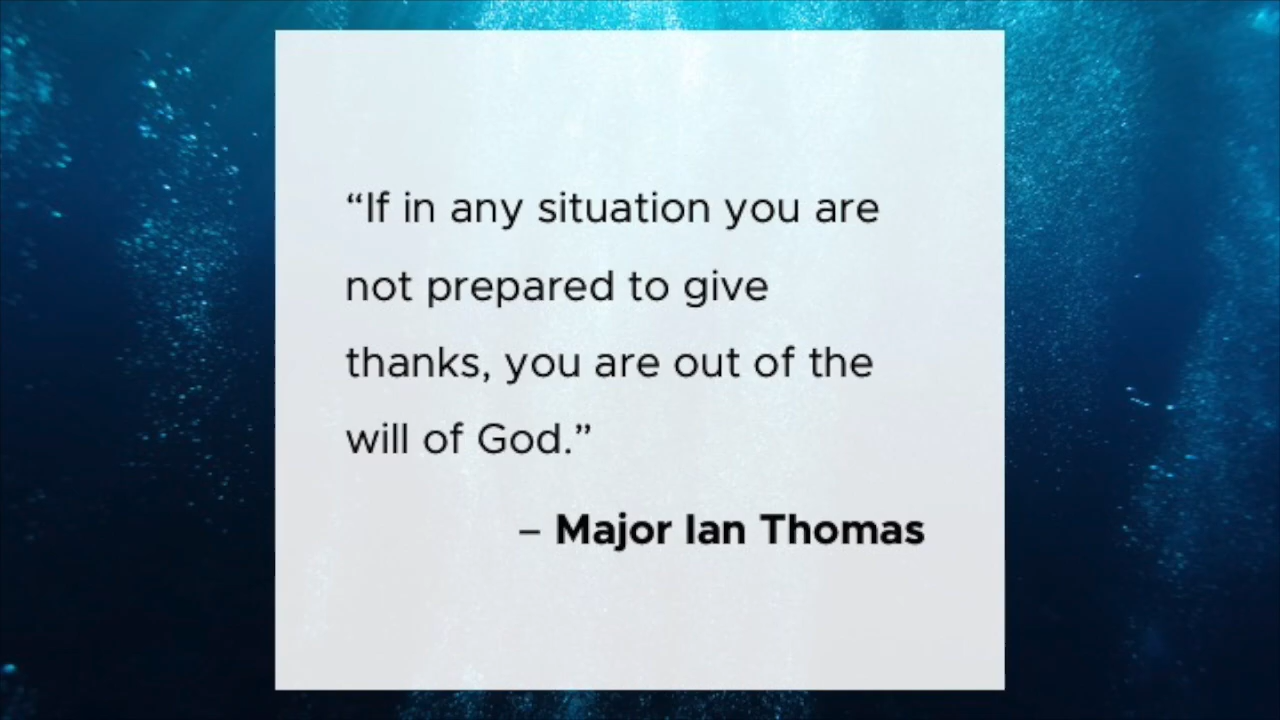 “If in any situation you are
not prepared to give
thanks, you are out of the
will of God.”
– Major Ian Thomas